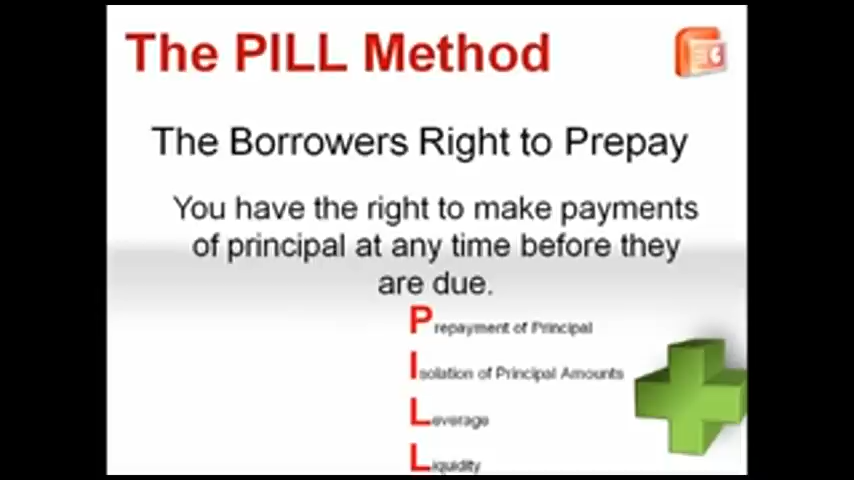 The PILL Method
The Borrowers Right to Prepay
You have the right to make payments
of principal at any time before they
are due.
Prepayment of Principal
Isolation of Principal Amounts
Leverage
Liquidity